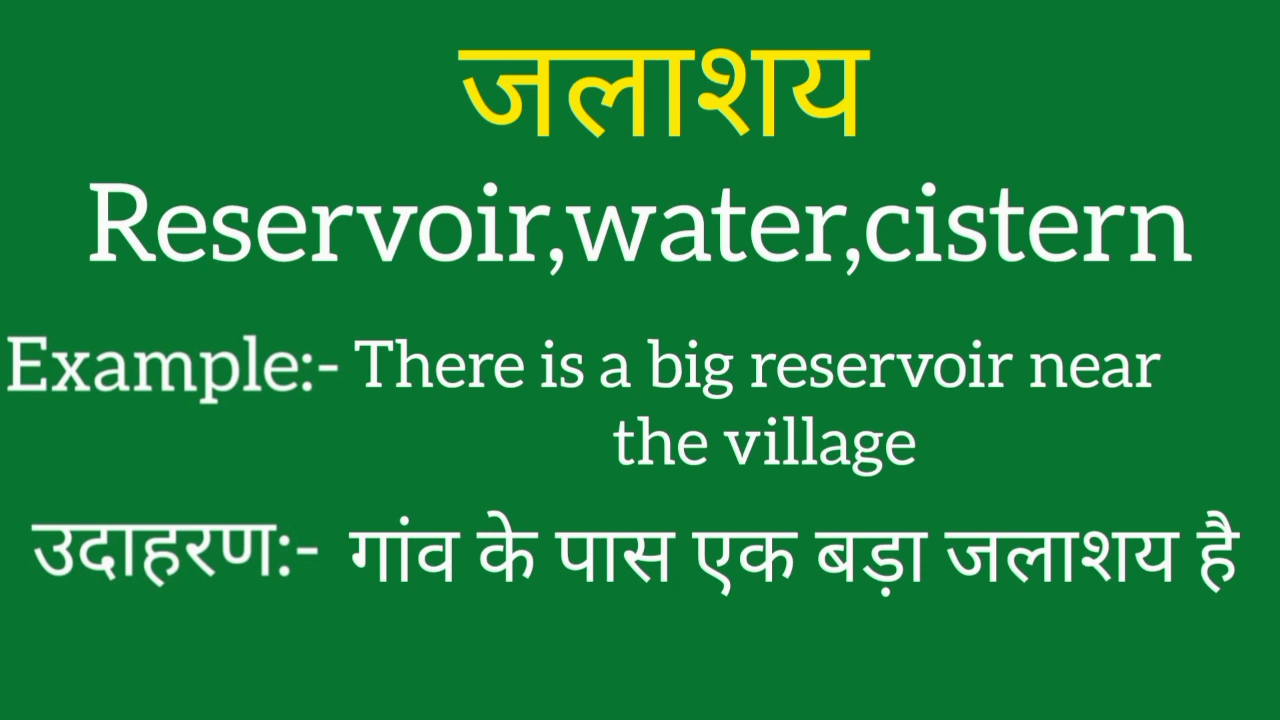 जलाशय
Reservoir,water,cistern
Example:- There is a big reservoir near
the village
उदाहरण:- गांव के पास एक बड़ा जलाशय है